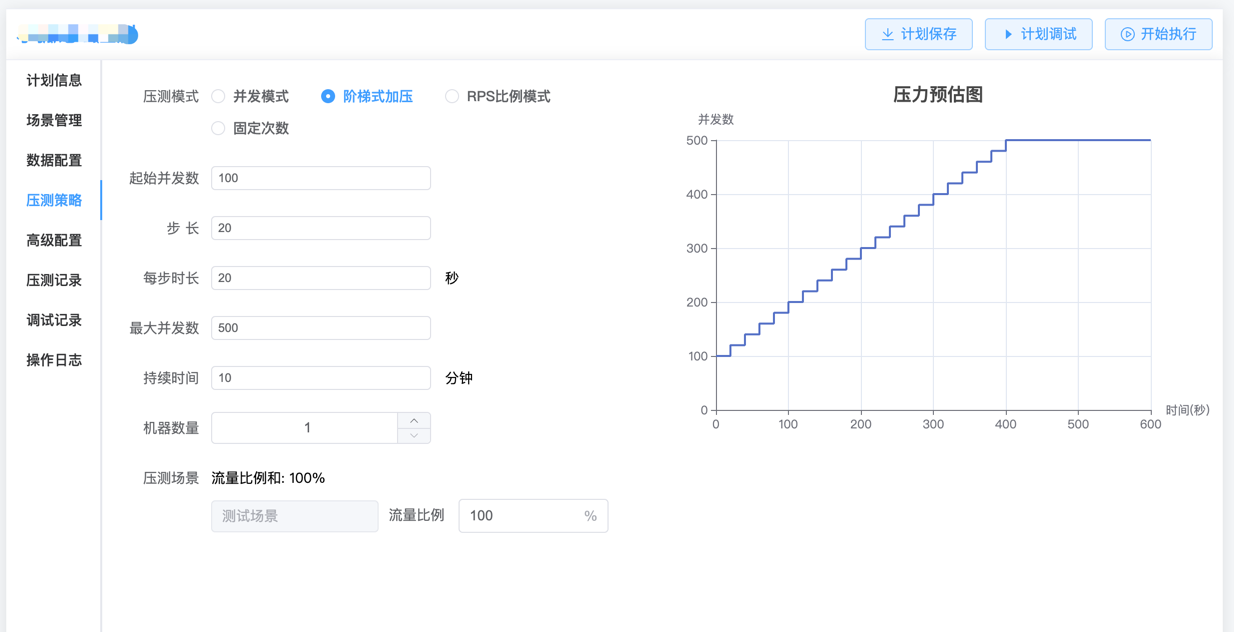 计划保存 计划调试 开始执行
计划信息
场景管理
数据配置
压测策略
高级配置
压测记录
调试记录
操作日志
压测模式 并发模式 阶梯式加压 RPS比例模式
固定次数
起始并发数 100
步 长 20
每步时长 20 秒
最大并发数 500
持续时间 10 分钟
机器数量 1
压测场景 流量比例和: 100%
测试场景 流量比例 100 %
压力预估图
并发数
500
400
300
200
100
0
0 100 200 300 400 500 600
时间(秒)